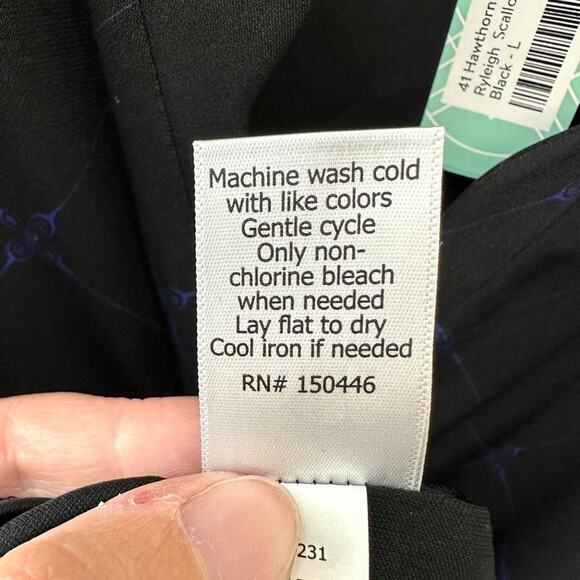 41 Hawthorn
Ryleigh Scallo
Black - L
Machine wash cold
with like colors
Gentle cycle
Only non-
chlorine bleach
when needed
Lay flat to dry
Cool iron if needed
RN# 150446
231